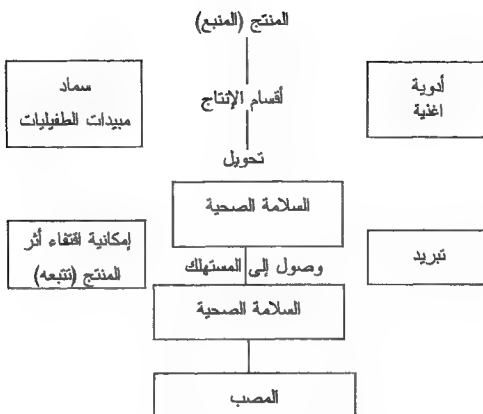 المنتج (المنبع)
سماد
مبيدات الطفيليات
أقسام الإنتاج
أدوية
اغذية
تحويل
السلامة الصحية
إمكانية اقتفاء أثر
المنتج (تتبعه)
وصول إلى المستهلك
تبريد
السلامة الصحية
المصب